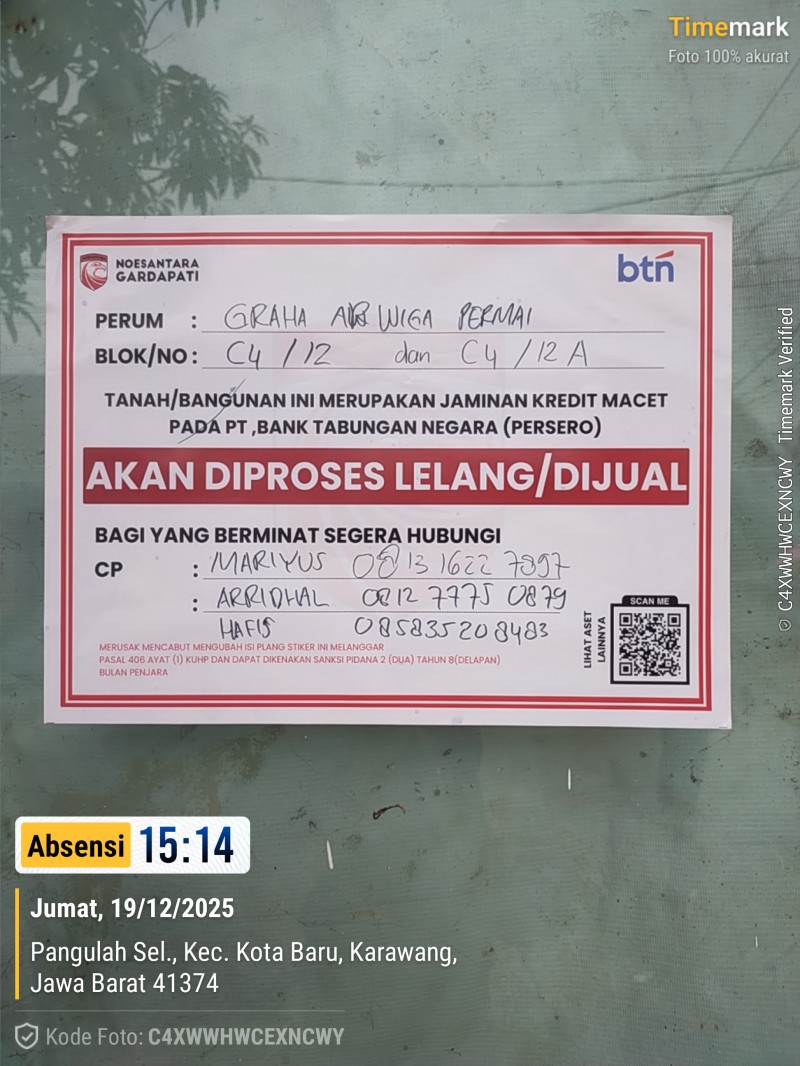 Timemark
Foto 100% akurat
NOESANTARA
GARDAPATI
btn
PERUM : GRAHA WIGA PERMAI
BLOK/NO : C4 / 12 dan C4 / 12 A
TANAH/BANGUNAN INI MERUPAKAN JAMINAN KREDIT MACET
PADA PT ,BANK TABUNGAN NEGARA (PERSERO)
AKAN DIPROSES LELANG/DIJUAL
BAGI YANG BERMINAT SEGERA HUBUNGI
CP : MARIYUS 0813 1622 7897
: ARRIDHAL 0812 7775 0879
HAFIS 085835208483
MERUSAK MENCABUT MENGUBAH ISI PLANG STIKER INI MELANGGAR
PASAL 406 AYAT (1) KUHP DAN DAPAT DIKENAKAN SANKSI PIDANA 2 (DUA) TAHUN 8(DELAPAN)
BULAN PENJARA
LIHAT ASET
LAINNYA
SCAN ME
C4XWWHWCEXNCWY Timemark Verified
Absensi 15:14
Jumat, 19/12/2025
Pangulah Sel., Kec. Kota Baru, Karawang,
Jawa Barat 41374
Kode Foto: C4XWWHWCEXNCWY